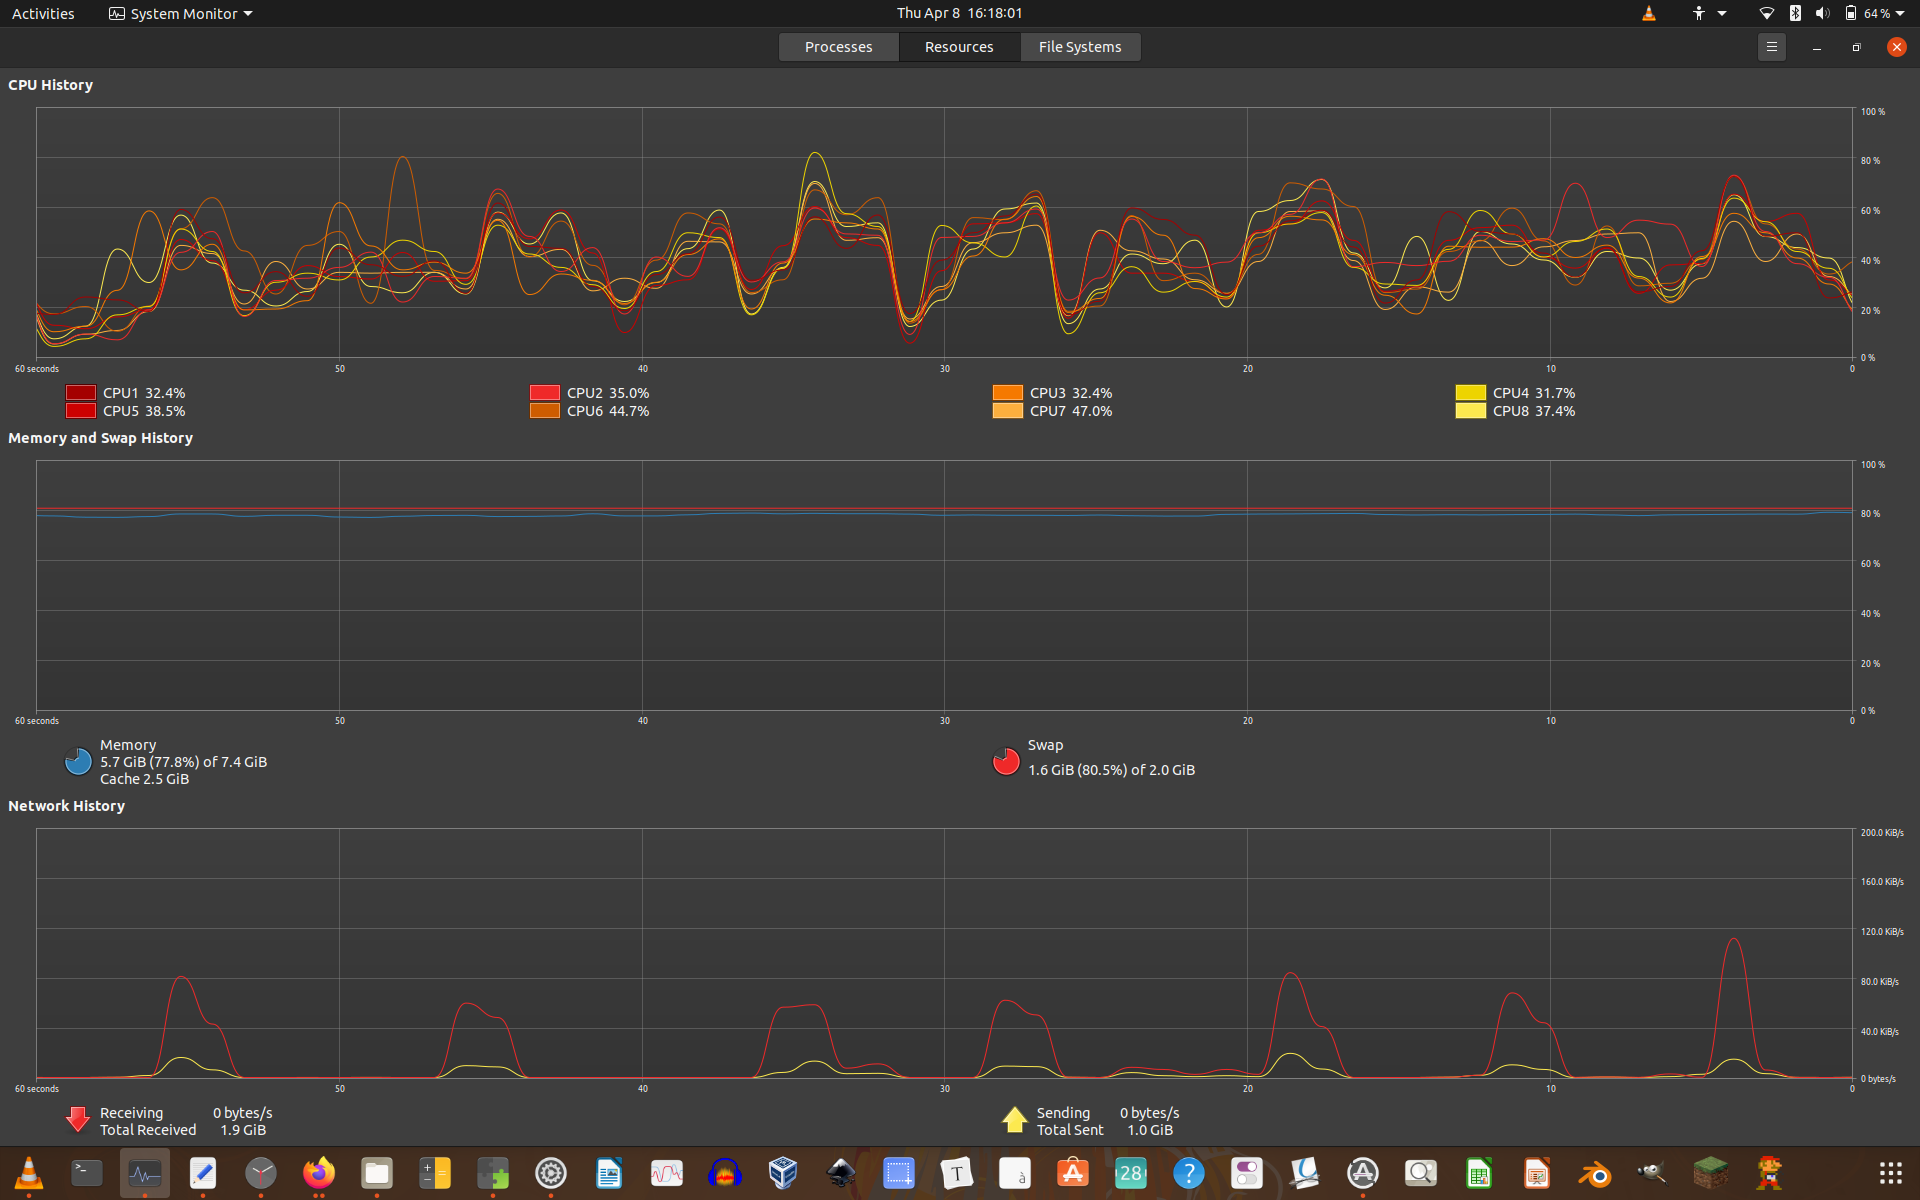 Activities System Monitor Thu Apr 8 16:18:01 64 %
Processes Resources File Systems
CPU History
100 %
80 %
60 %
40 %
20 %
0 %
60 seconds 50 40 30 20 10 0
CPU1 32.4% CPU2 35.0% CPU3 32.4% CPU4 31.7%
CPU5 38.5% CPU6 44.7% CPU7 47.0% CPU8 37.4%
Memory and Swap History
100 %
80 %
60 %
40 %
20 %
0 %
60 seconds 50 40 30 20 10 0
Memory
5.7 GiB (77.8%) of 7.4 GiB
Cache 2.5 GiB
Swap
1.6 GiB (80.5%) of 2.0 GiB
Network History
200.0 KiB/s
160.0 KiB/s
120.0 KiB/s
80.0 KiB/s
40.0 KiB/s
0 bytes/s
60 seconds 50 40 30 20 10 0
Receiving 0 bytes/s
Total Received 1.9 GiB
Sending 0 bytes/s
Total Sent 1.0 GiB
>_ T à A 28 ?